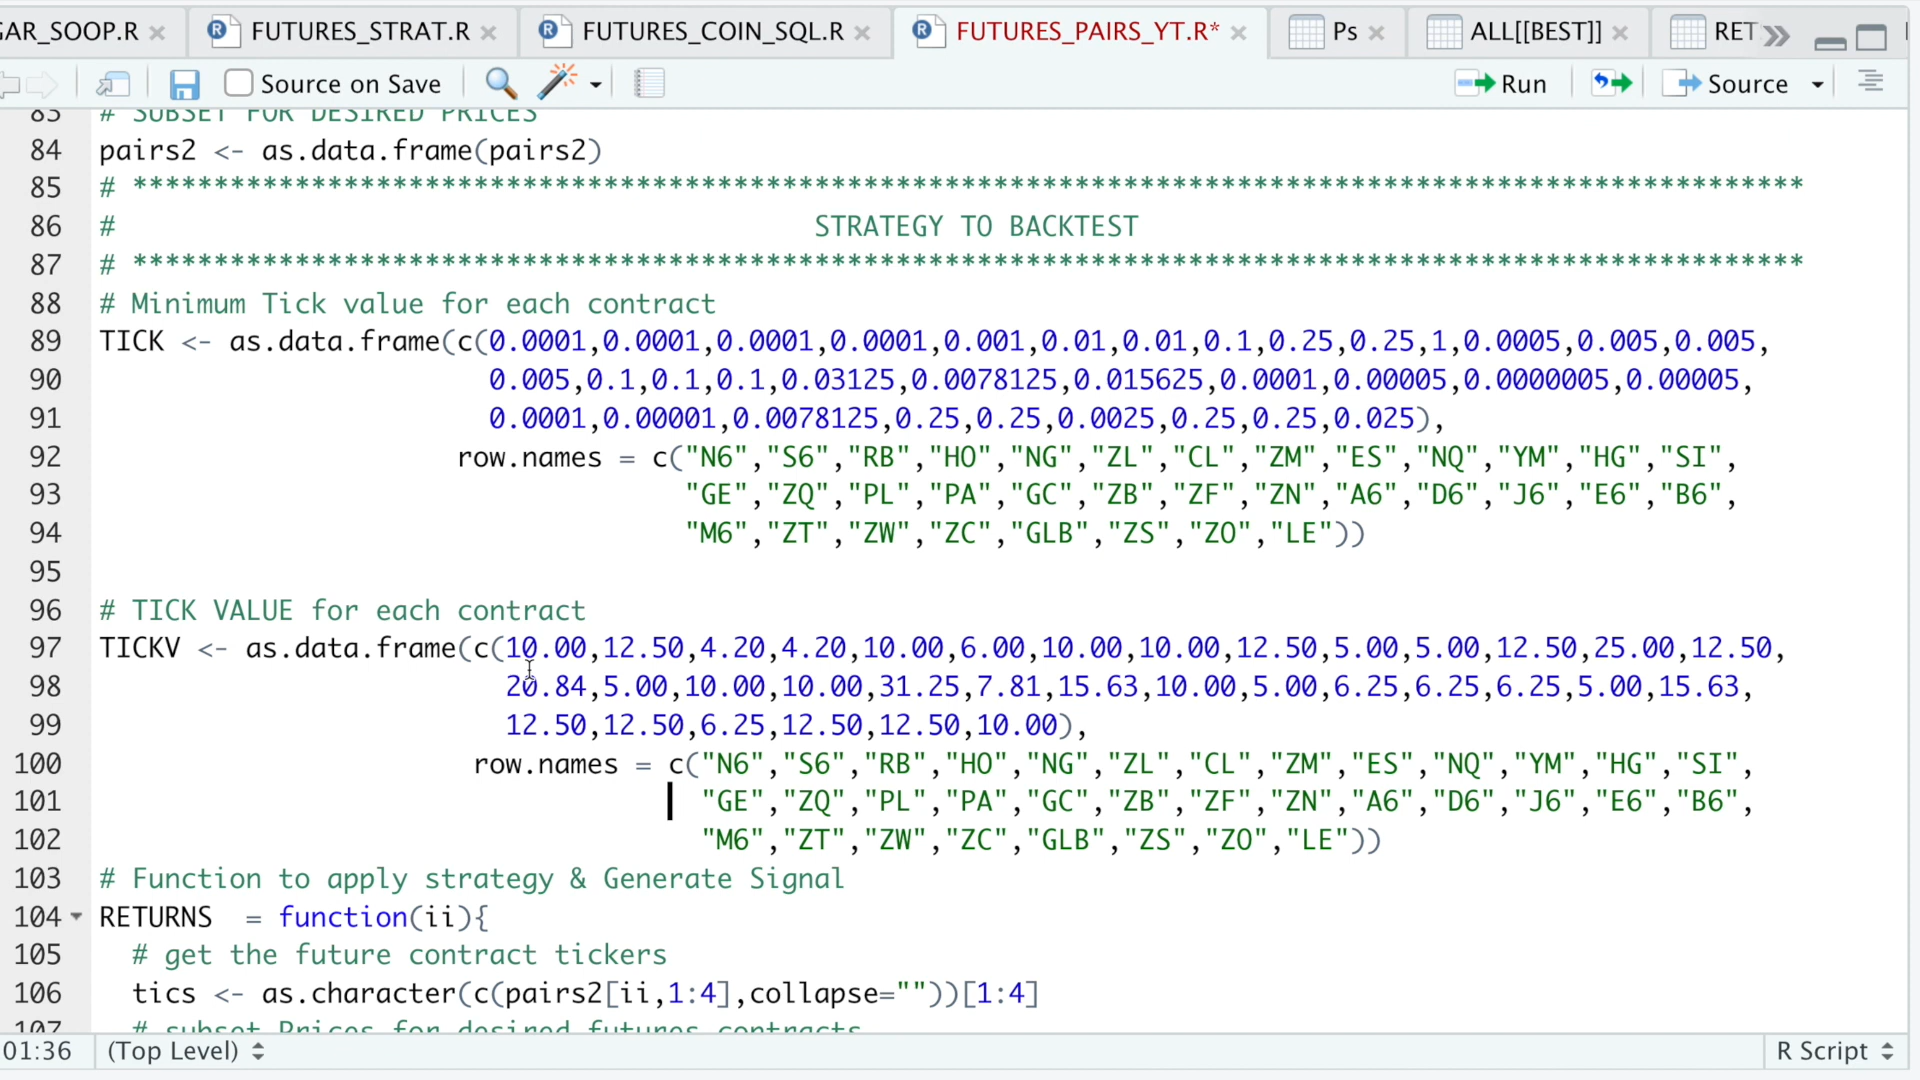 GAR_SOOP.R FUTURES_STRAT.R FUTURES_COIN_SQL.R FUTURES_PAIRS_YT.R* Ps ALL[[BEST]] RET
Source on Save Run Source
83 # SUBSET FOR DESIRED PRICES
84 pairs2 <- as.data.frame(pairs2)
85 # *******************************************************************************************************
86 # STRATEGY TO BACKTEST
87 # *******************************************************************************************************
88 # Minimum Tick value for each contract
89 TICK <- as.data.frame(c(0.0001,0.0001,0.0001,0.0001,0.001,0.01,0.01,0.1,0.25,0.25,1,0.0005,0.005,0.005,
90 0.005,0.1,0.1,0.1,0.03125,0.0078125,0.015625,0.0001,0.00005,0.0000005,0.00005,
91 0.0001,0.00001,0.0078125,0.25,0.25,0.0025,0.25,0.25,0.025),
92 row.names = c("N6","S6","RB","HO","NG","ZL","CL","ZM","ES","NQ","YM","HG","SI",
93 "GE","ZQ","PL","PA","GC","ZB","ZF","ZN","A6","D6","J6","E6","B6",
94 "M6","ZT","ZW","ZC","GLB","ZS","ZO","LE"))
95
96 # TICK VALUE for each contract
97 TICKV <- as.data.frame(c(10.00,12.50,4.20,4.20,10.00,6.00,10.00,10.00,12.50,5.00,5.00,12.50,25.00,12.50,
98 20.84,5.00,10.00,10.00,31.25,7.81,15.63,10.00,5.00,6.25,6.25,6.25,5.00,15.63,
99 12.50,12.50,6.25,12.50,12.50,10.00),
100 row.names = c("N6","S6","RB","HO","NG","ZL","CL","ZM","ES","NQ","YM","HG","SI",
101 "GE","ZQ","PL","PA","GC","ZB","ZF","ZN","A6","D6","J6","E6","B6",
102 "M6","ZT","ZW","ZC","GLB","ZS","ZO","LE"))
103 # Function to apply strategy & Generate Signal
104 RETURNS = function(ii){
105 # get the future contract tickers
106 tics <- as.character(c(pairs2[ii,1:4],collapse=""))[1:4]
107 # subset Prices for desired futures contracts
01:36 (Top Level) R Script